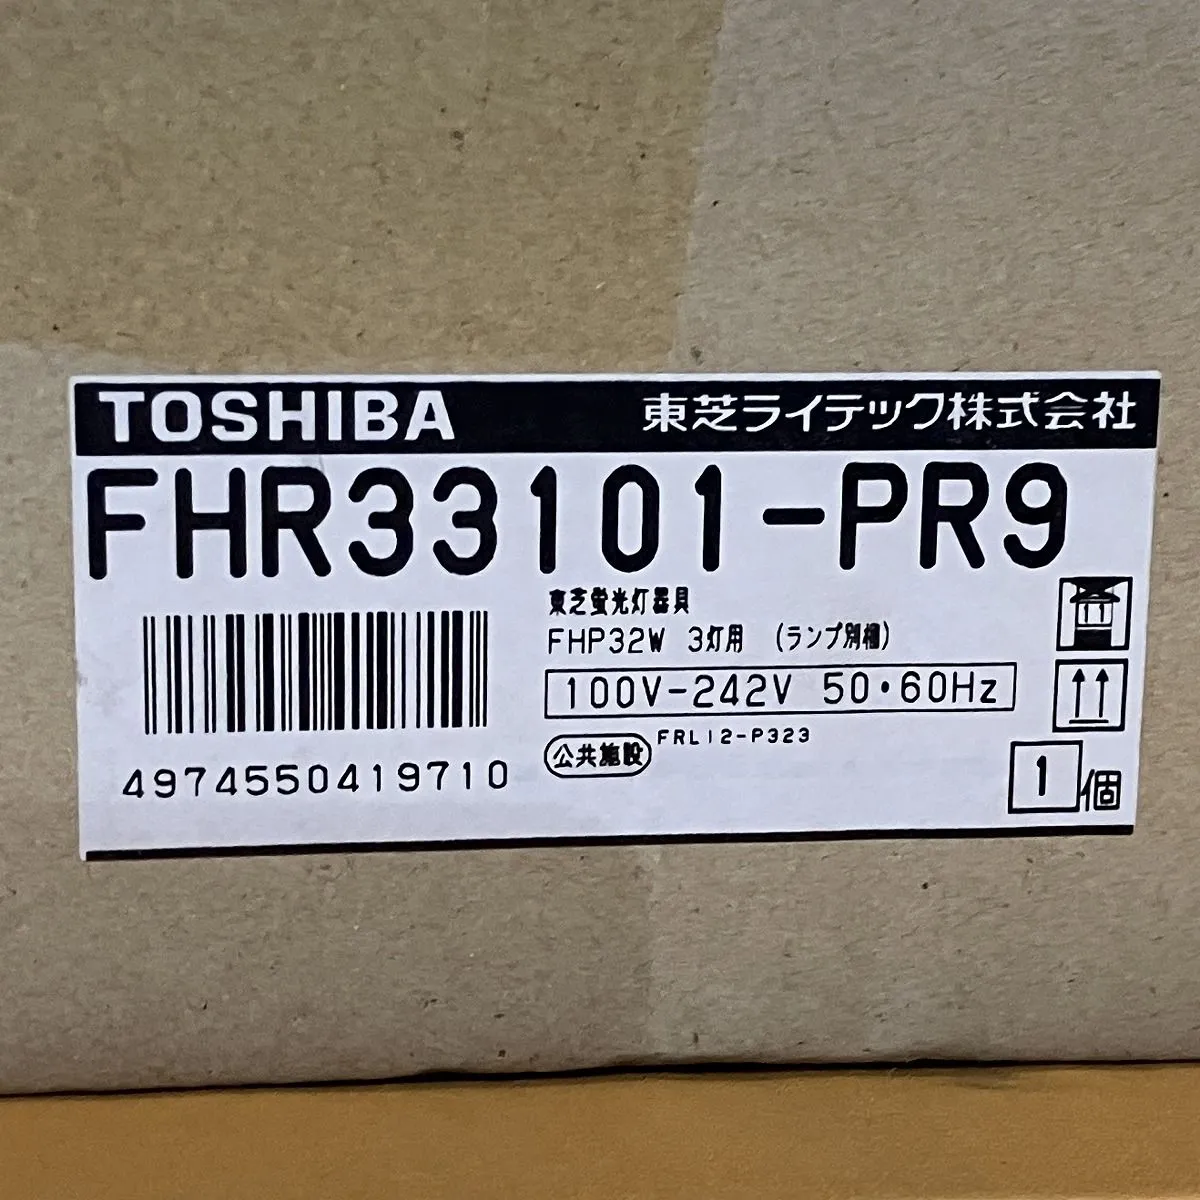 TOSHIBA 東芝ライテック株式会社
FHR33101-PR9
東芝蛍光灯器具
FHP32W 3灯用 (ランプ別梱)
100V-242V 50・60Hz
公共施設 FRL12-P323
4974550419710
1個